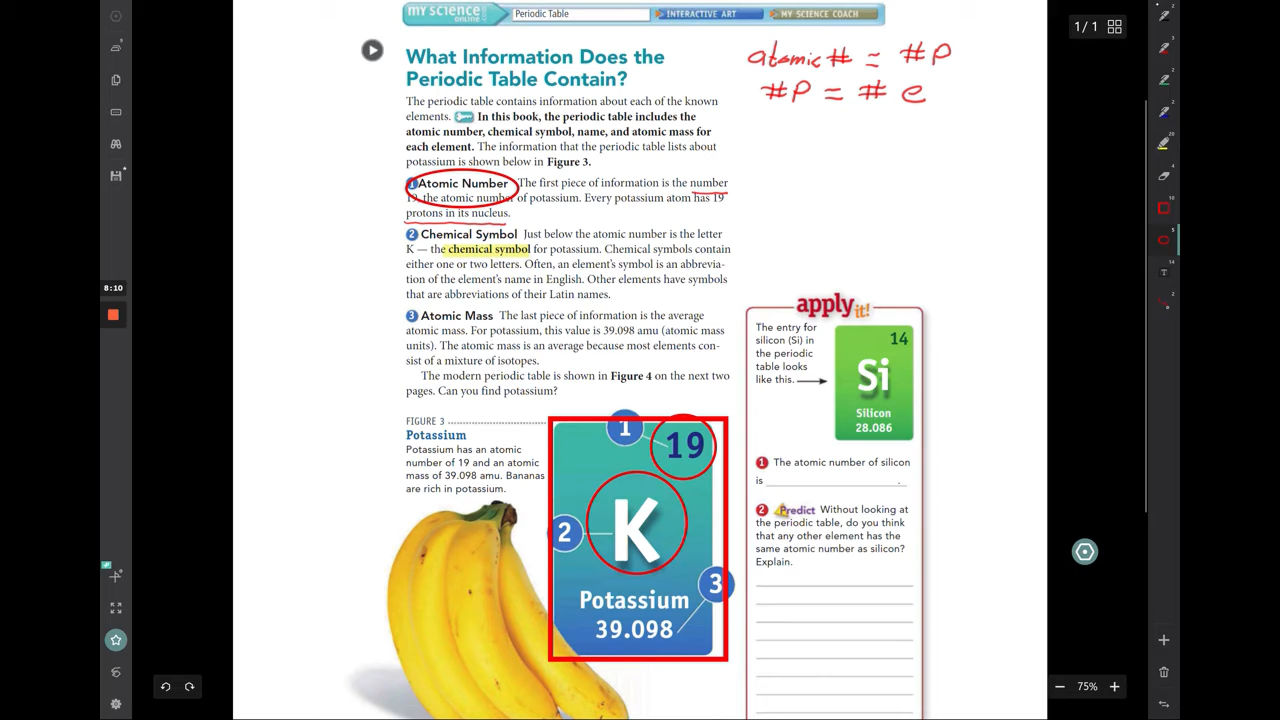 my science ONLINE
Periodic Table
INTERACTIVE ART
MY SCIENCE COACH
1/1
What Information Does the
Periodic Table Contain?
The periodic table contains information about each of the known
elements. In this book, the periodic table includes the
atomic number, chemical symbol, name, and atomic mass for
each element. The information that the periodic table lists about
potassium is shown below in Figure 3.
1 Atomic Number The first piece of information is the number
19, the atomic number of potassium. Every potassium atom has 19
protons in its nucleus.
2 Chemical Symbol Just below the atomic number is the letter
K — the chemical symbol for potassium. Chemical symbols contain
either one or two letters. Often, an element's symbol is an abbrevia-
tion of the element's name in English. Other elements have symbols
that are abbreviations of their Latin names.
3 Atomic Mass The last piece of information is the average
atomic mass. For potassium, this value is 39.098 amu (atomic mass
units). The atomic mass is an average because most elements con-
sist of a mixture of isotopes.
The modern periodic table is shown in Figure 4 on the next two
pages. Can you find potassium?
FIGURE 3
Potassium
Potassium has an atomic
number of 19 and an atomic
mass of 39.098 amu. Bananas
are rich in potassium.
1
19
2
K
3
Potassium
39.098
atomic # = # P
# P = # e
apply it!
The entry for
silicon (Si) in
the periodic
table looks
like this.
14
Si
Silicon
28.086
1 The atomic number of silicon
is .
2 Predict Without looking at
the periodic table, do you think
that any other element has the
same atomic number as silicon?
Explain.
8:10
75%